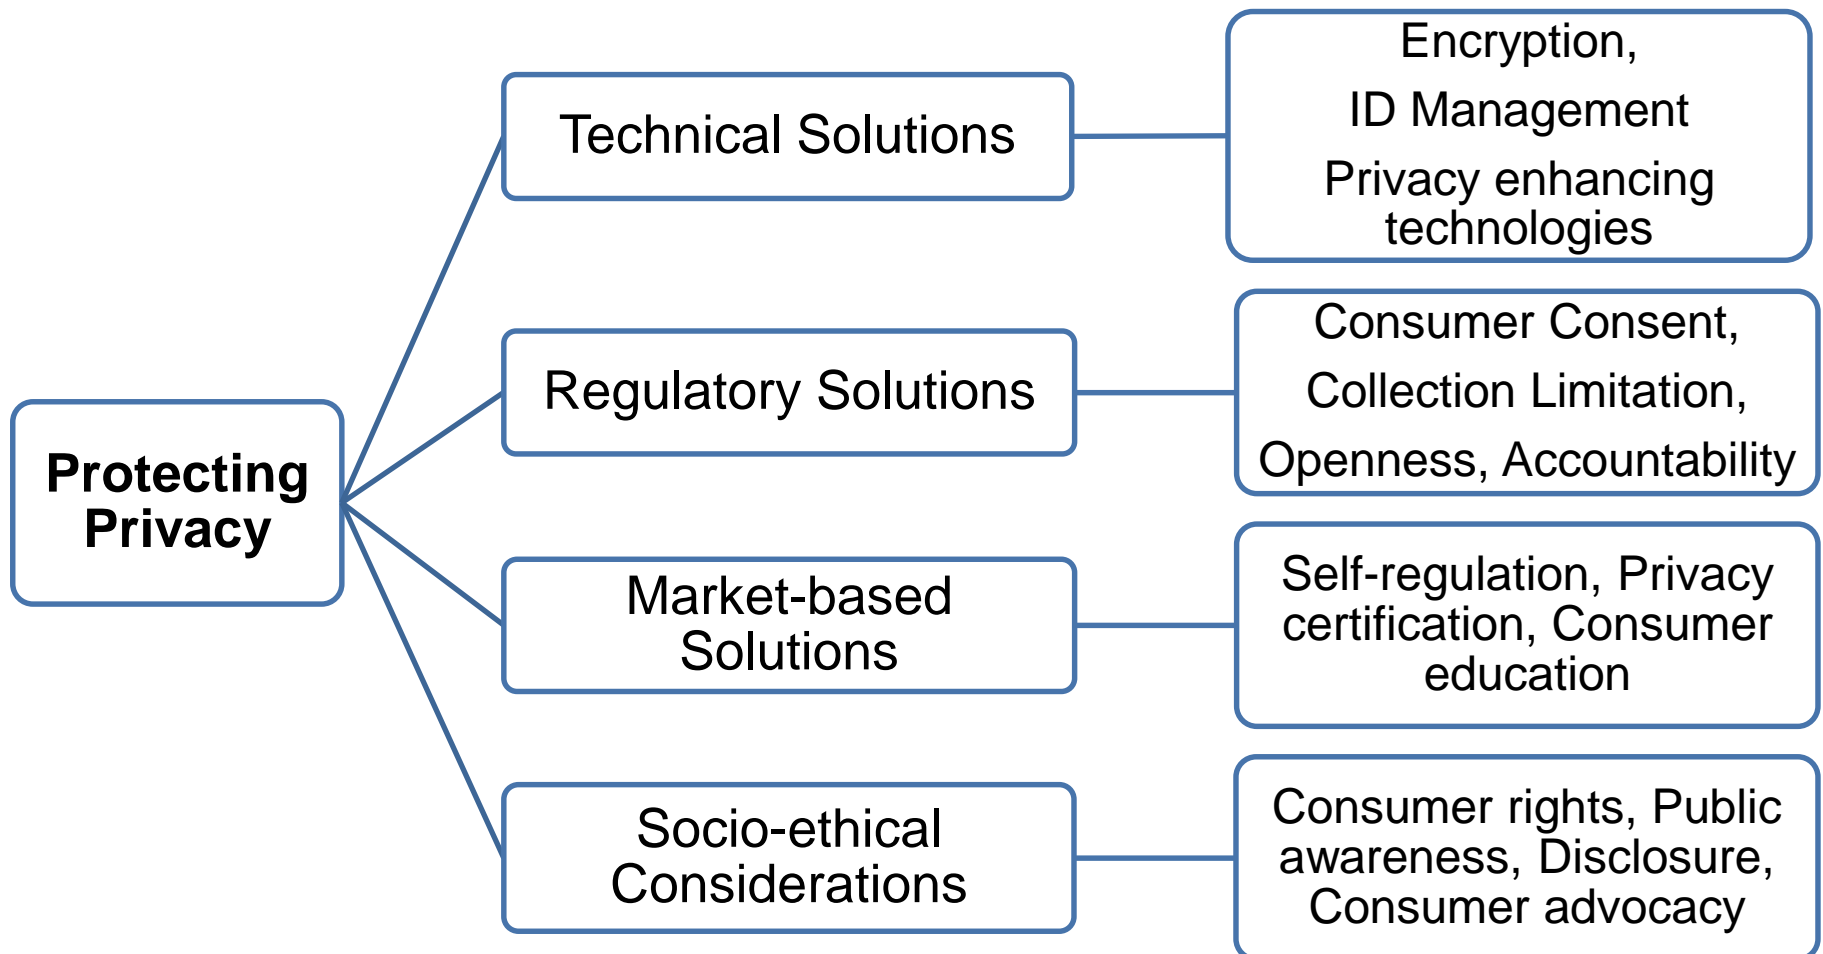 Protecting
Privacy
Technical Solutions
Encryption,
ID Management
Privacy enhancing
technologies
Regulatory Solutions
Consumer Consent,
Collection Limitation,
Openness, Accountability
Market-based
Solutions
Self-regulation, Privacy
certification, Consumer
education
Socio-ethical
Considerations
Consumer rights, Public
awareness, Disclosure,
Consumer advocacy